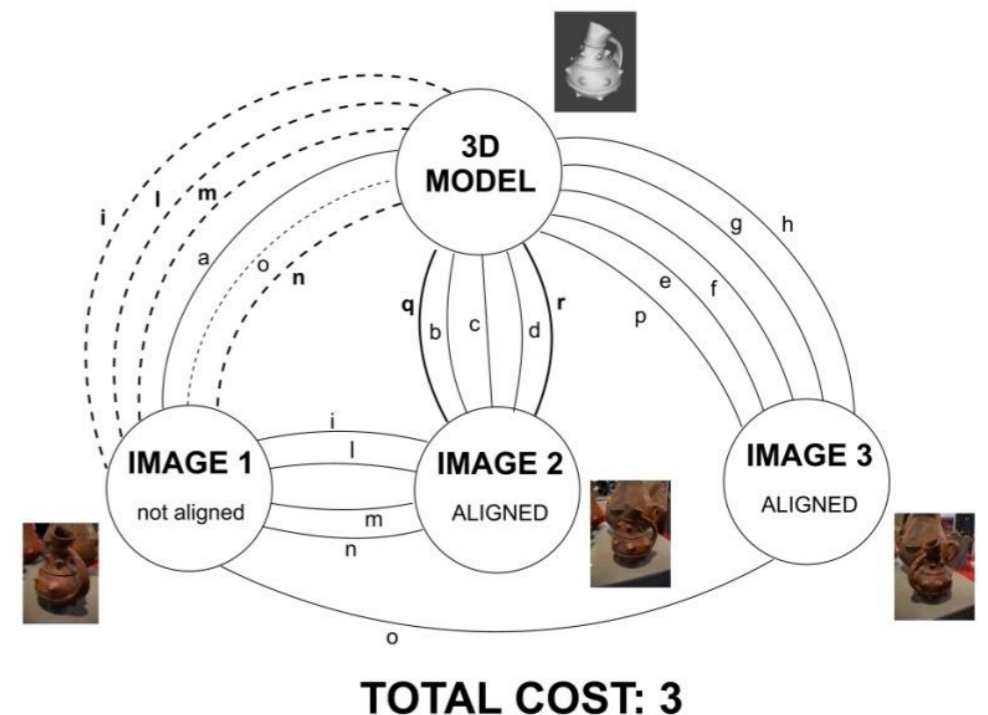 3D
MODEL
i
l
m
a
o
n
q
b
c
d
r
p
e
f
g
h
IMAGE 1
not aligned
i
l
m
n
IMAGE 2
ALIGNED
IMAGE 3
ALIGNED
o
TOTAL COST: 3